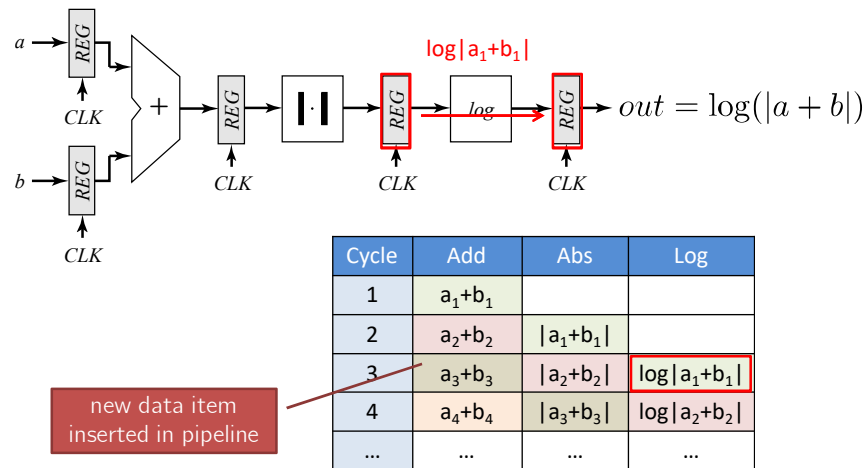 a
REG
CLK
b
REG
CLK
+
REG
CLK
|·|
REG
CLK
log|a₁+b₁|
log
REG
CLK
out = log(|a + b|)
Cycle Add Abs Log
1 a₁+b₁
2 a₂+b₂ |a₁+b₁|
3 a₃+b₃ |a₂+b₂| log|a₁+b₁|
4 a₄+b₄ |a₃+b₃| log|a₂+b₂|
... ... ... ...
new data item
inserted in pipeline